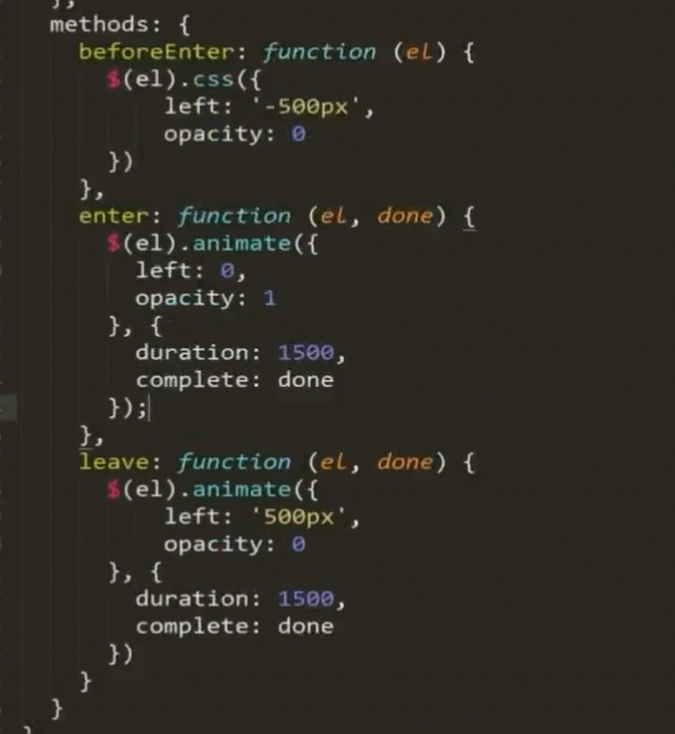 },
methods: {
beforeEnter: function (el) {
$(el).css({
left: '-500px',
opacity: 0
})
},
enter: function (el, done) {
$(el).animate({
left: 0,
opacity: 1
}, {
duration: 1500,
complete: done
});
},
leave: function (el, done) {
$(el).animate({
left: '500px',
opacity: 0
}, {
duration: 1500,
complete: done
})
}
}